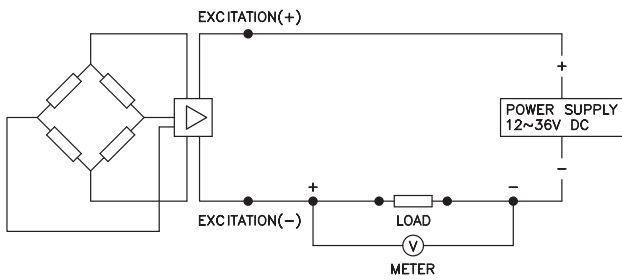 EXCITATION(+)
+
POWER SUPPLY
12~36V DC
−
+
−
EXCITATION(−)
LOAD
V
METER